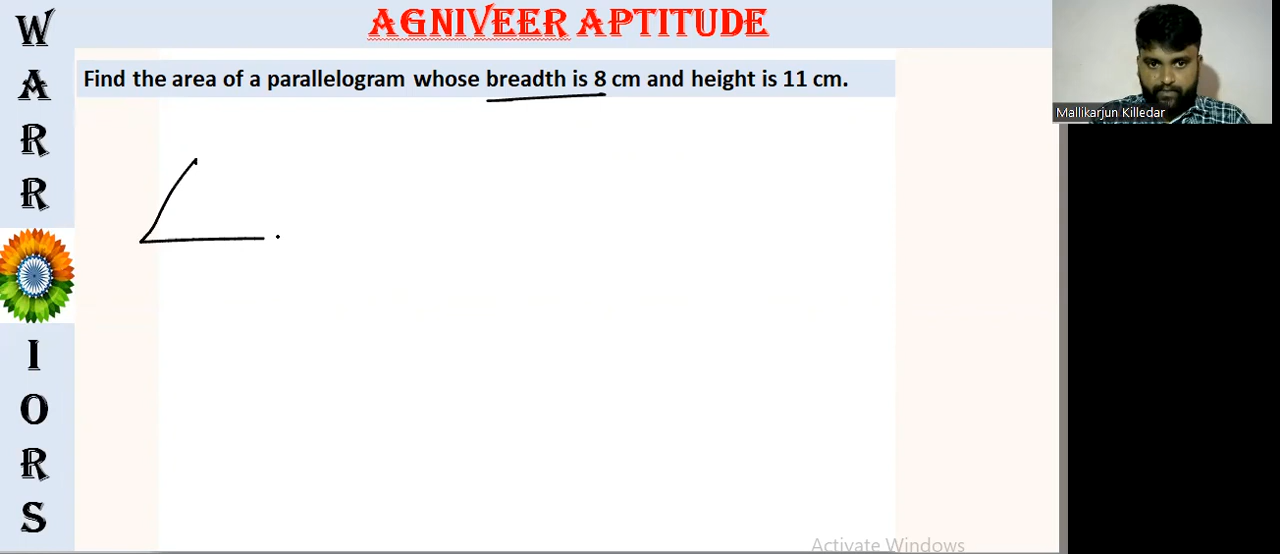 AGNIVEER APTITUDE
W
A
R
R
I
O
R
S
Find the area of a parallelogram whose breadth is 8 cm and height is 11 cm.
Mallikarjun Killedar
Activate Windows